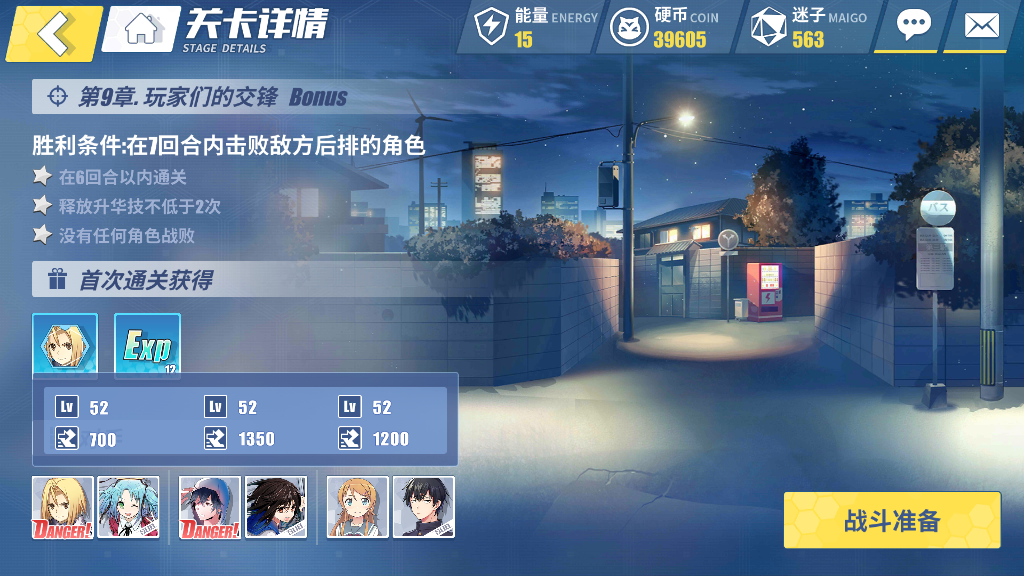 关卡详情
STAGE DETAILS
能量 ENERGY
15
硬币 COIN
39605
迷子 MAIGO
563
第9章.玩家们的交锋 Bonus
胜利条件:在7回合内击败敌方后排的角色
在6回合以内通关
释放升华技不低于2次
没有任何角色战败
首次通关获得
Exp
12
Lv 52
Lv 52
Lv 52
700
1350
1200
DANGER!
SUB
DANGER!
SUB
SUB
バス
战斗准备